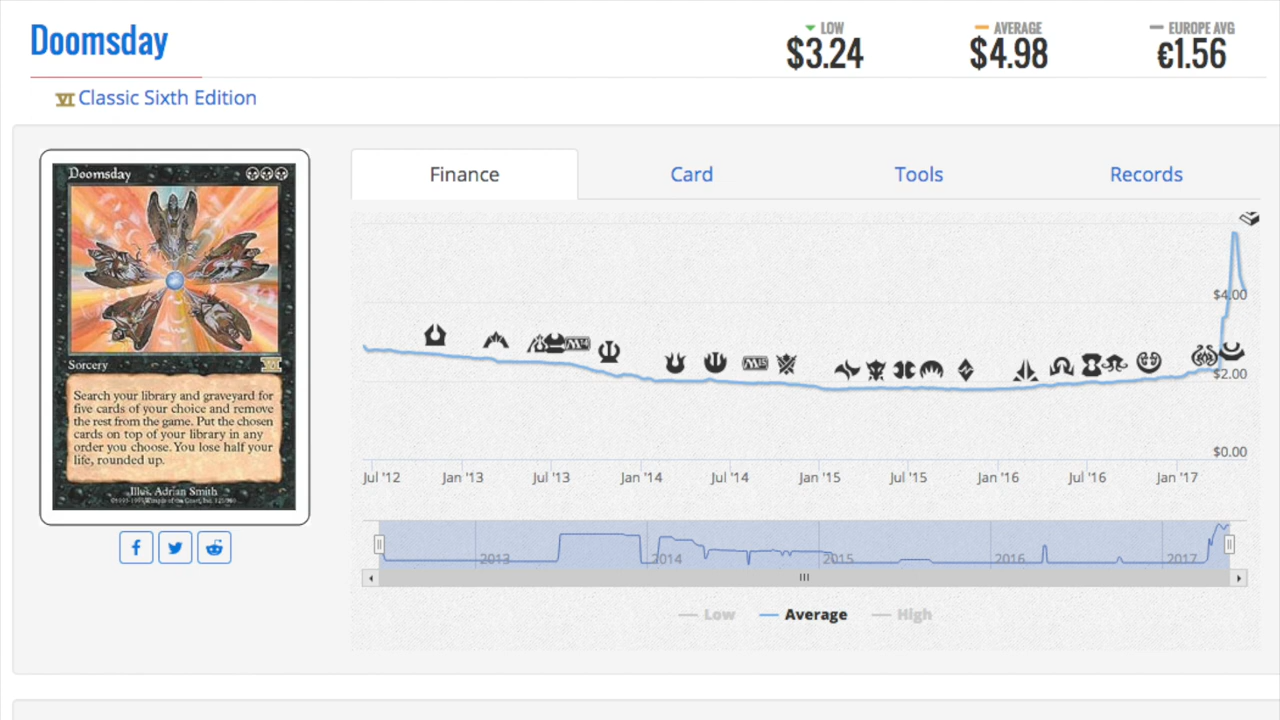 Doomsday
LOW
$3.24
AVERAGE
$4.98
EUROPE AVG
€1.56
VI Classic Sixth Edition
Doomsday
Sorcery
Search your library and graveyard for
five cards of your choice and remove
the rest from the game. Put the chosen
cards on top of your library in any
order you choose. You lose half your
life, rounded up.
Illus. Adrian Smith
Finance
Card
Tools
Records
$4.00
$2.00
$0.00
M14
M15
Jul '12
Jan '13
Jul '13
Jan '14
Jul '14
Jan '15
Jul '15
Jan '16
Jul '16
Jan '17
2013
2014
2015
2016
2017
Low
Average
High